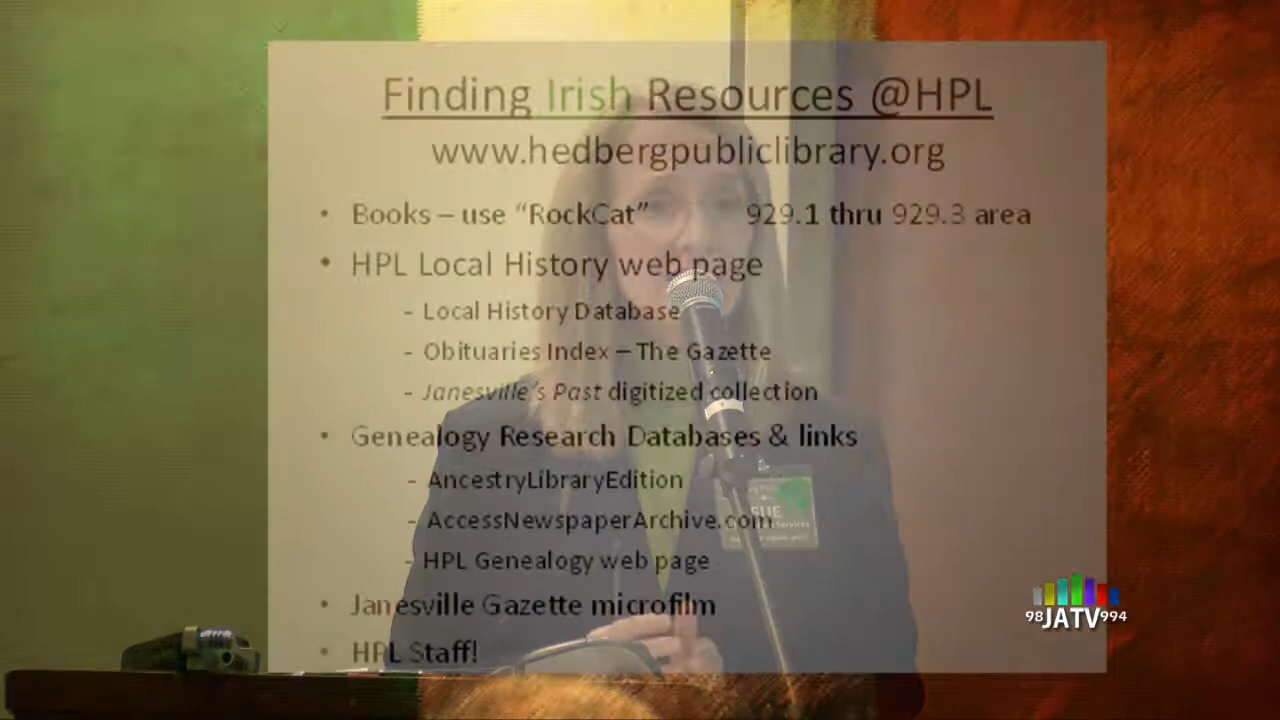 Finding Irish Resources @HPL
www.hedbergpubliclibrary.org
• Books – use “RockCat” 929.1 thru 929.3 area
• HPL Local History web page
- Local History Database
- Obituaries Index – The Gazette
- Janesville’s Past digitized collection
• Genealogy Research Databases & links
- AncestryLibraryEdition
- AccessNewspaperArchive.com
- HPL Genealogy web page
• Janesville Gazette microfilm
• HPL Staff!
SUE
Services
98 JATV 994